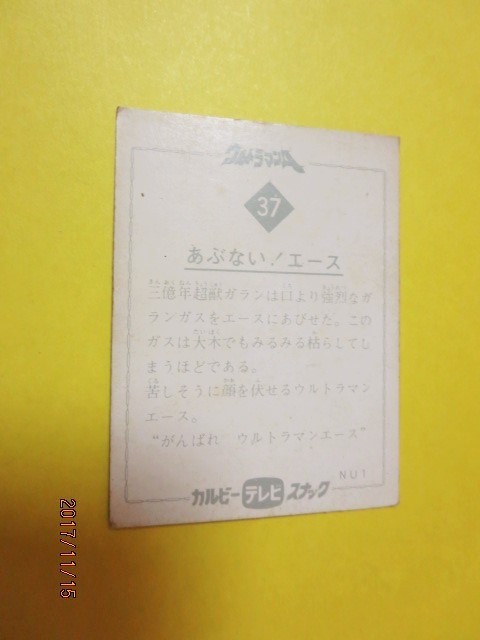 ウルトラマンA
37
あぶない!エース
三億年超獣ガランは口より強烈なガ
ランガスをエースにあびせた。この
ガスは大木でもみるみる枯らしてし
まうほどである。
苦しそうに顔を伏せるウルトラマン
エース。
“がんばれ ウルトラマンエース”
NU1
カルビー テレビ スナック
2017/11/15